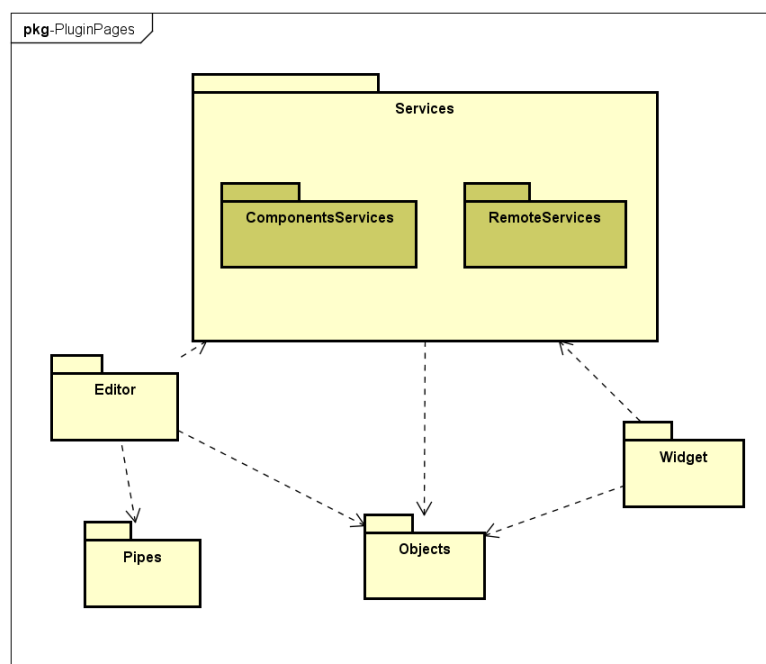 pkg-PluginPages
Services
ComponentsServices
RemoteServices
Editor
Widget
Pipes
Objects